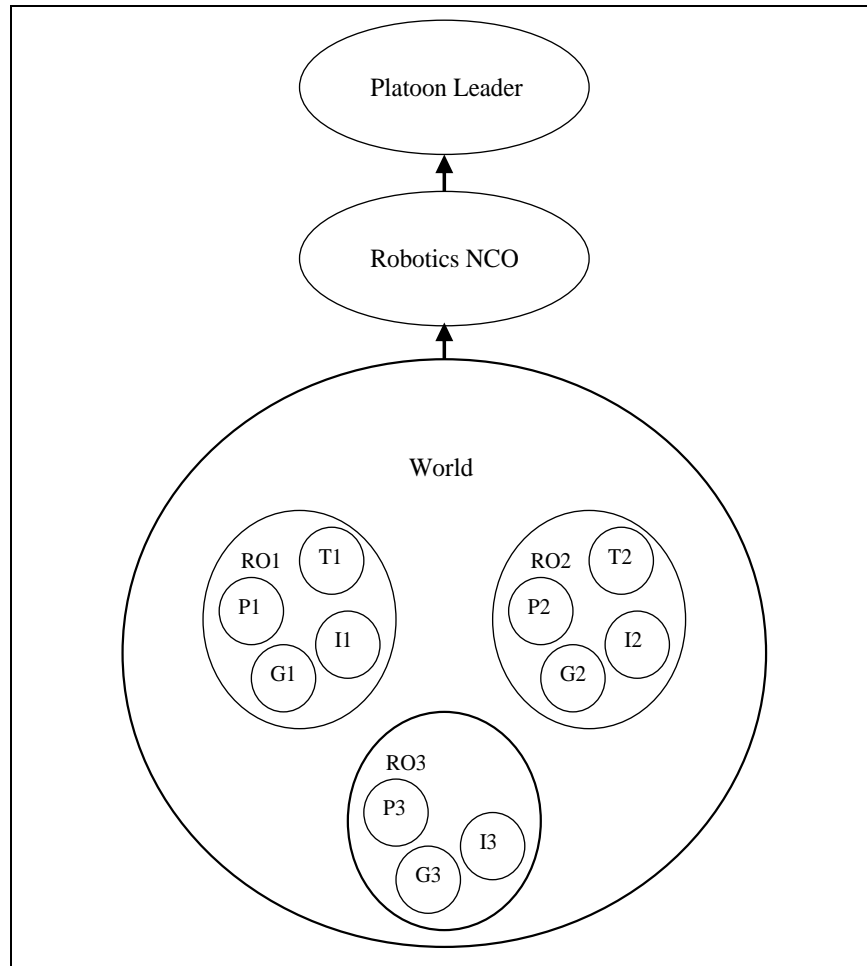 Platoon Leader
Robotics NCO
World
RO1
T1
P1
I1
G1
RO2
T2
P2
I2
G2
RO3
P3
I3
G3